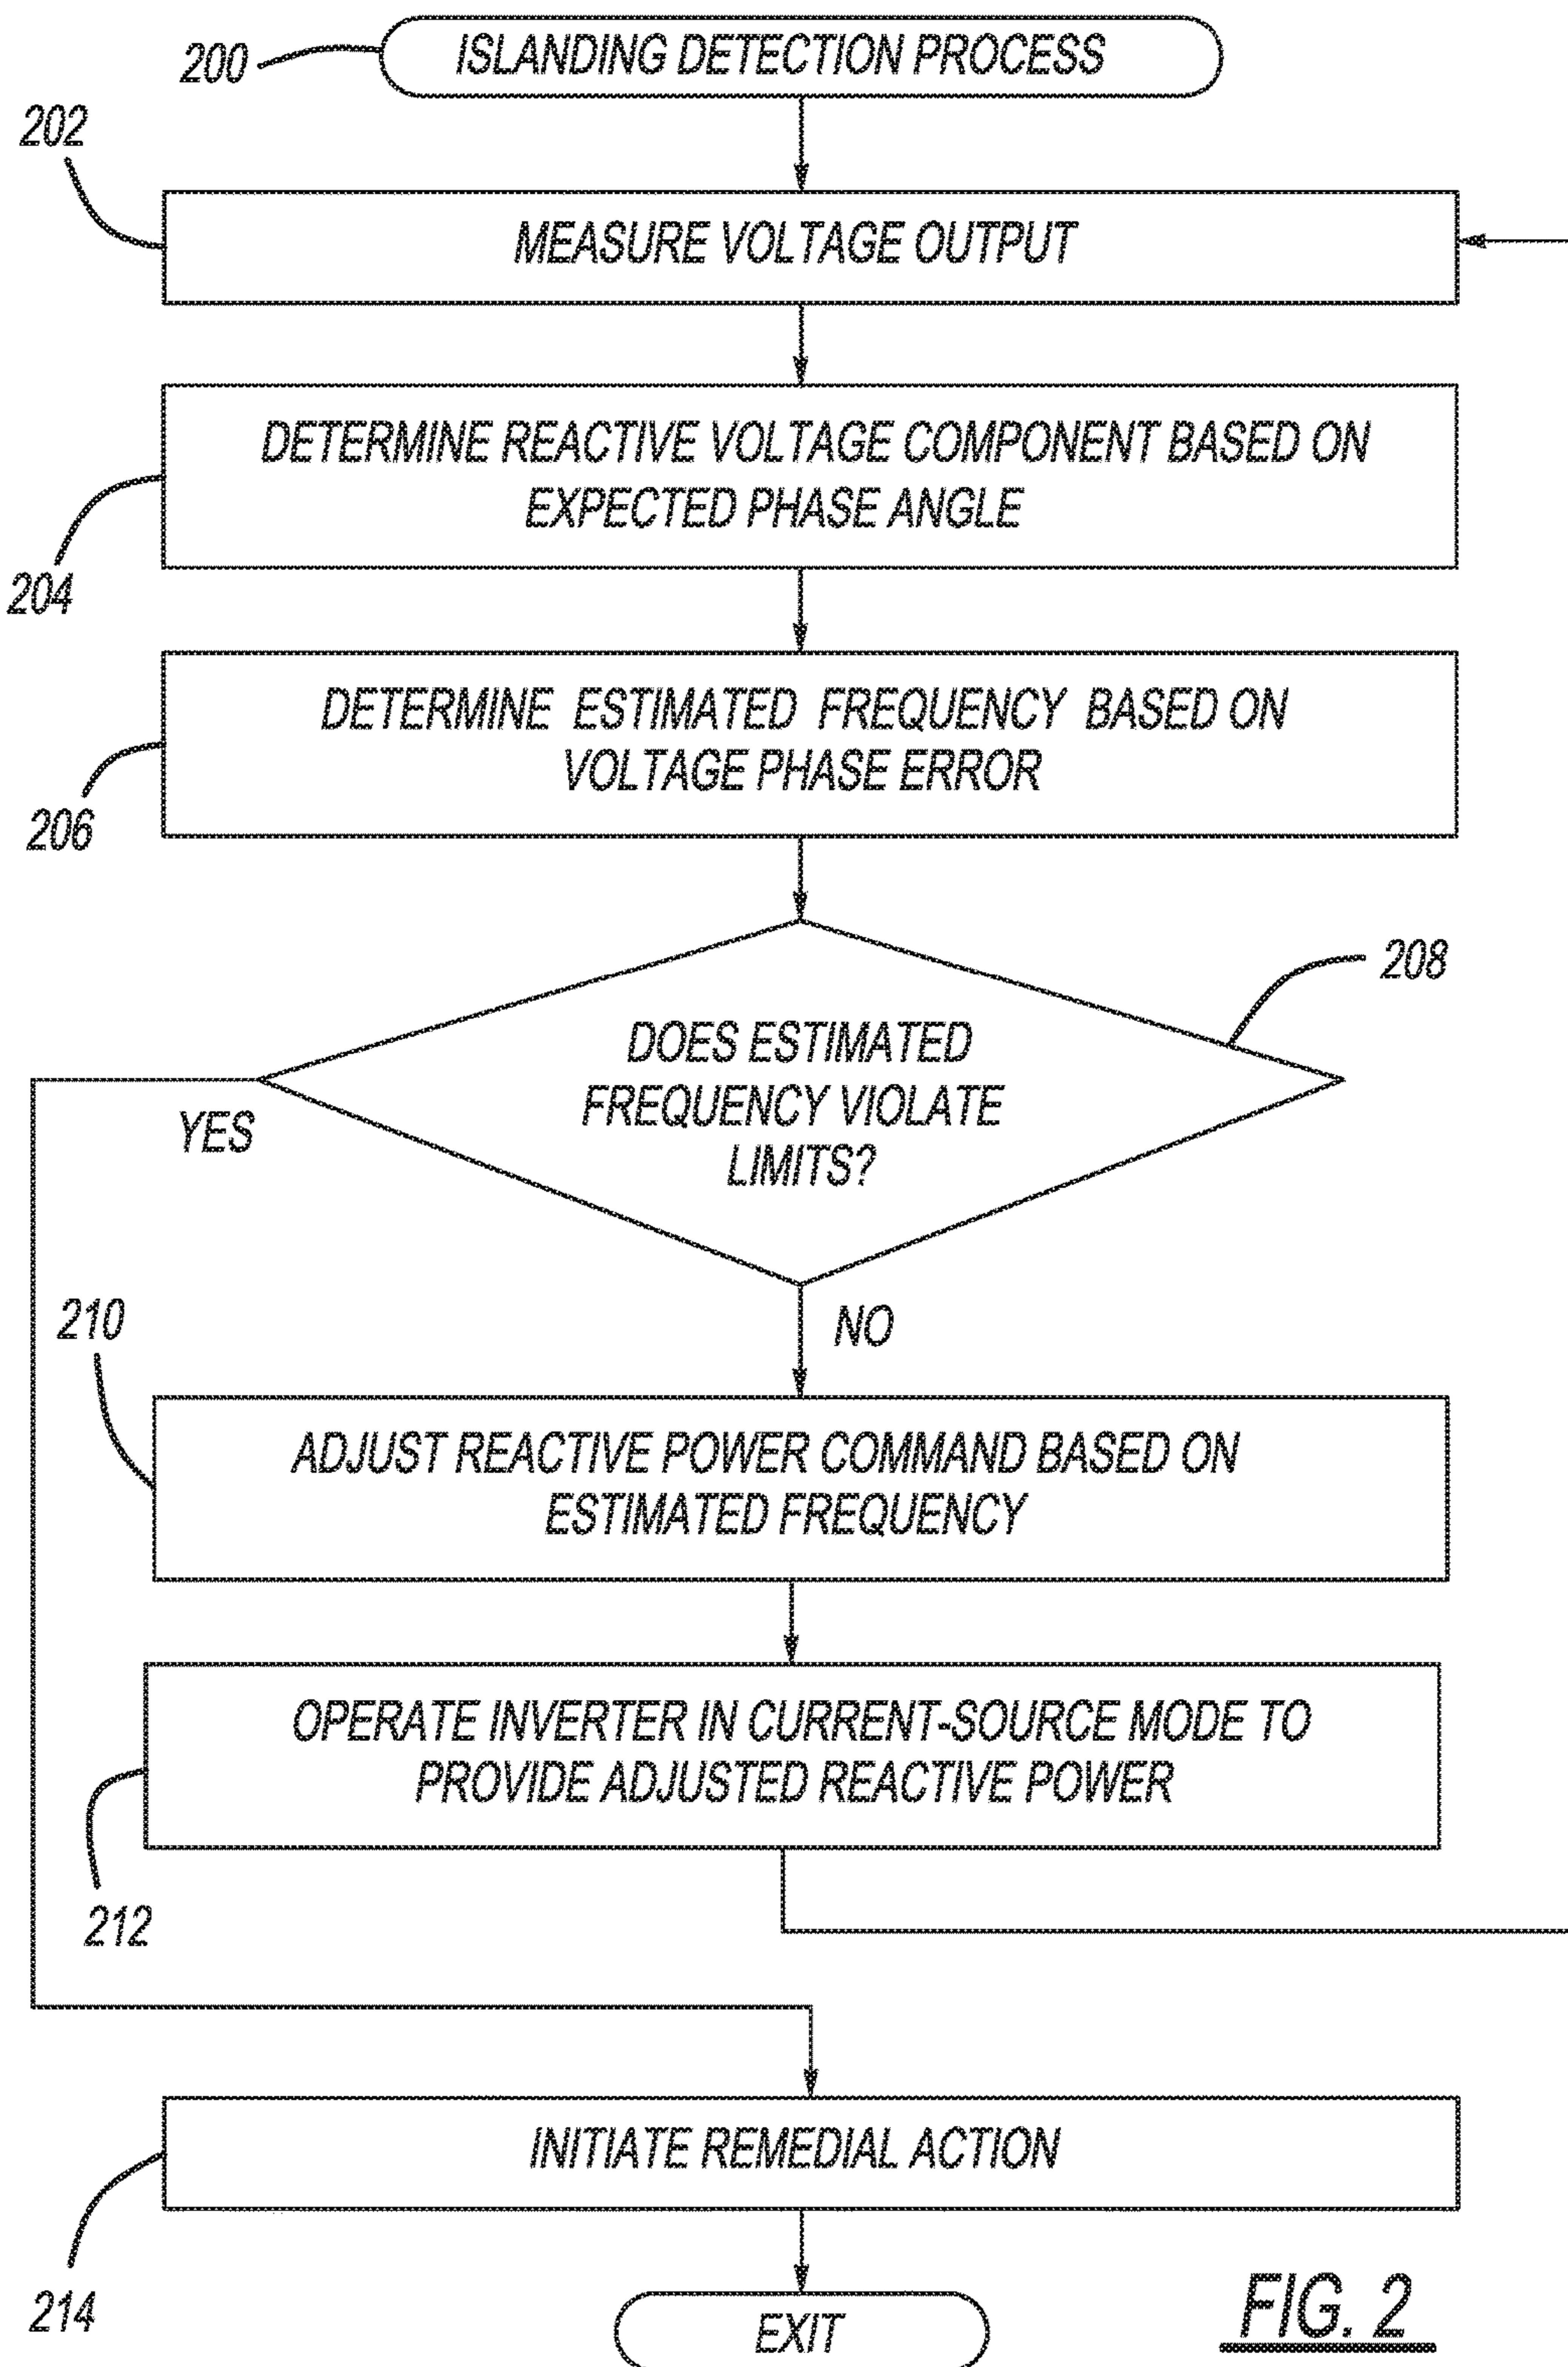 200
ISLANDING DETECTION PROCESS
202
MEASURE VOLTAGE OUTPUT
DETERMINE REACTIVE VOLTAGE COMPONENT BASED ON
EXPECTED PHASE ANGLE
204
DETERMINE ESTIMATED FREQUENCY BASED ON
VOLTAGE PHASE ERROR
206
208
DOES ESTIMATED
FREQUENCY VIOLATE
LIMITS?
YES
NO
210
ADJUST REACTIVE POWER COMMAND BASED ON
ESTIMATED FREQUENCY
OPERATE INVERTER IN CURRENT-SOURCE MODE TO
PROVIDE ADJUSTED REACTIVE POWER
212
INITIATE REMEDIAL ACTION
214
EXIT
FIG. 2